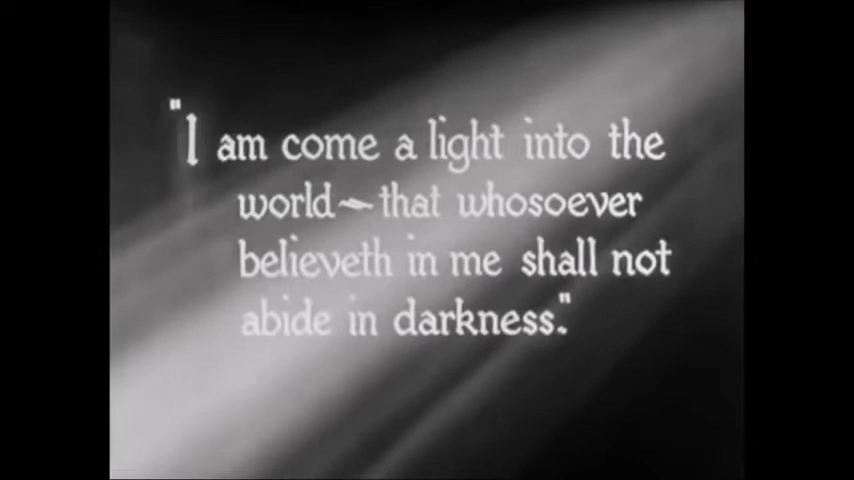 "I am come a light into the
world~that whosoever
believeth in me shall not
abide in darkness."